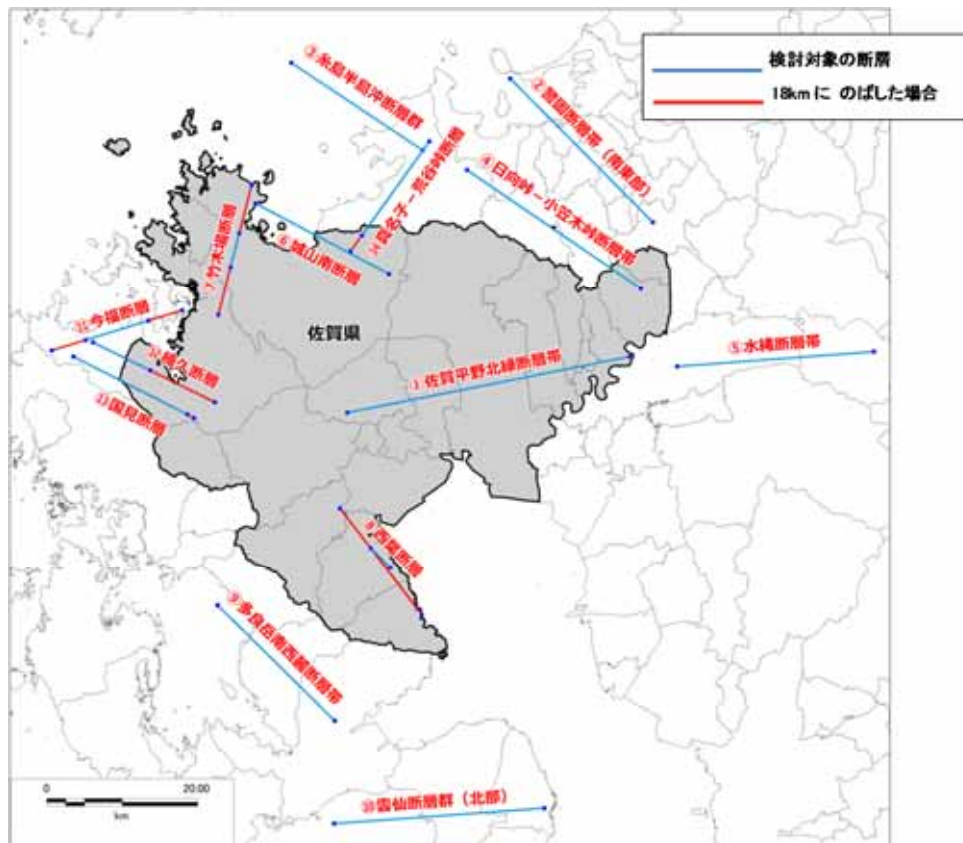 検討対象の断層
18kmに のばした場合
③糸島半島沖断層群
②警固断層帯（南東部）
④日向峠－小笠木峠断層帯
⑭真名子－荒谷峠断層
⑥城山南断層
⑦竹木場断層
⑪今福断層
⑫楠久断層
⑬国見断層
佐賀県
①佐賀平野北縁断層帯
⑤水縄断層帯
⑧西葉断層
⑨多良岳南西麓断層帯
⑩雲仙断層群（北部）
0
20.00
km